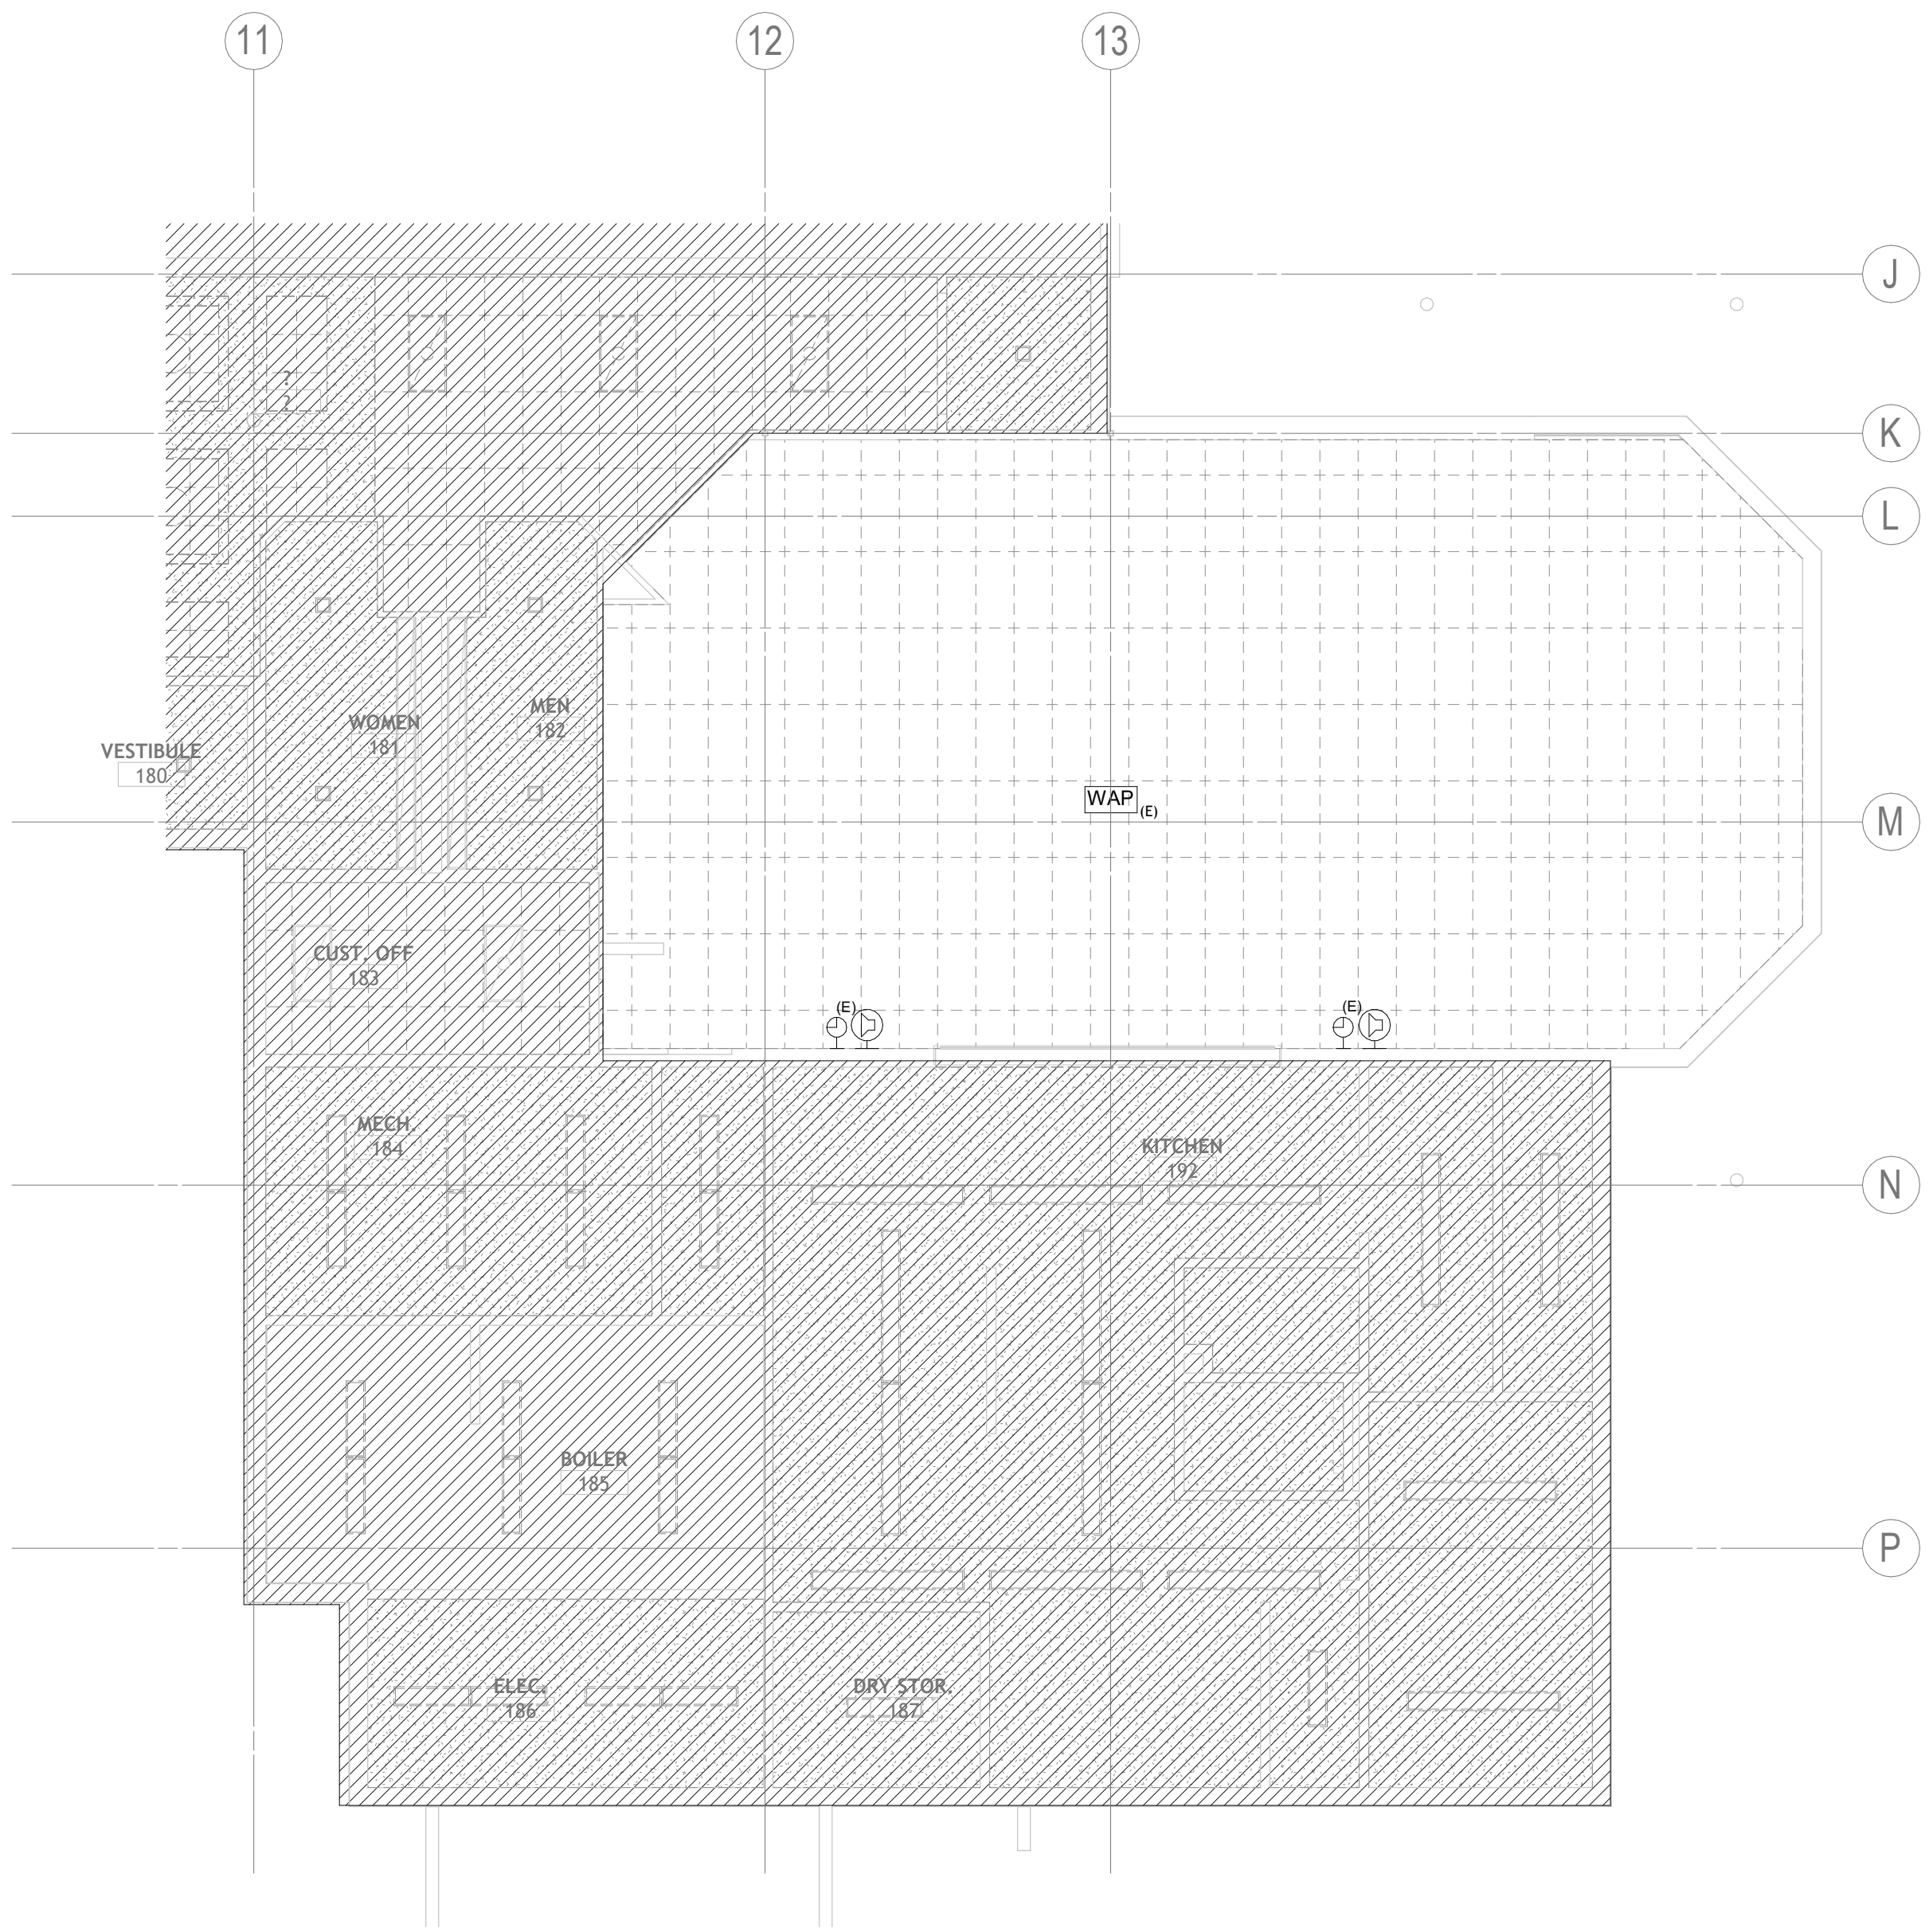 11
12
13
J
K
L
M
N
P
?
?
WOMEN
181
MEN
182
VESTIBULE
180
WAP
(E)
CUST. OFF
183
(E)
(E)
MECH.
184
KITCHEN
192
BOILER
185
ELEC.
186
DRY STOR.
187